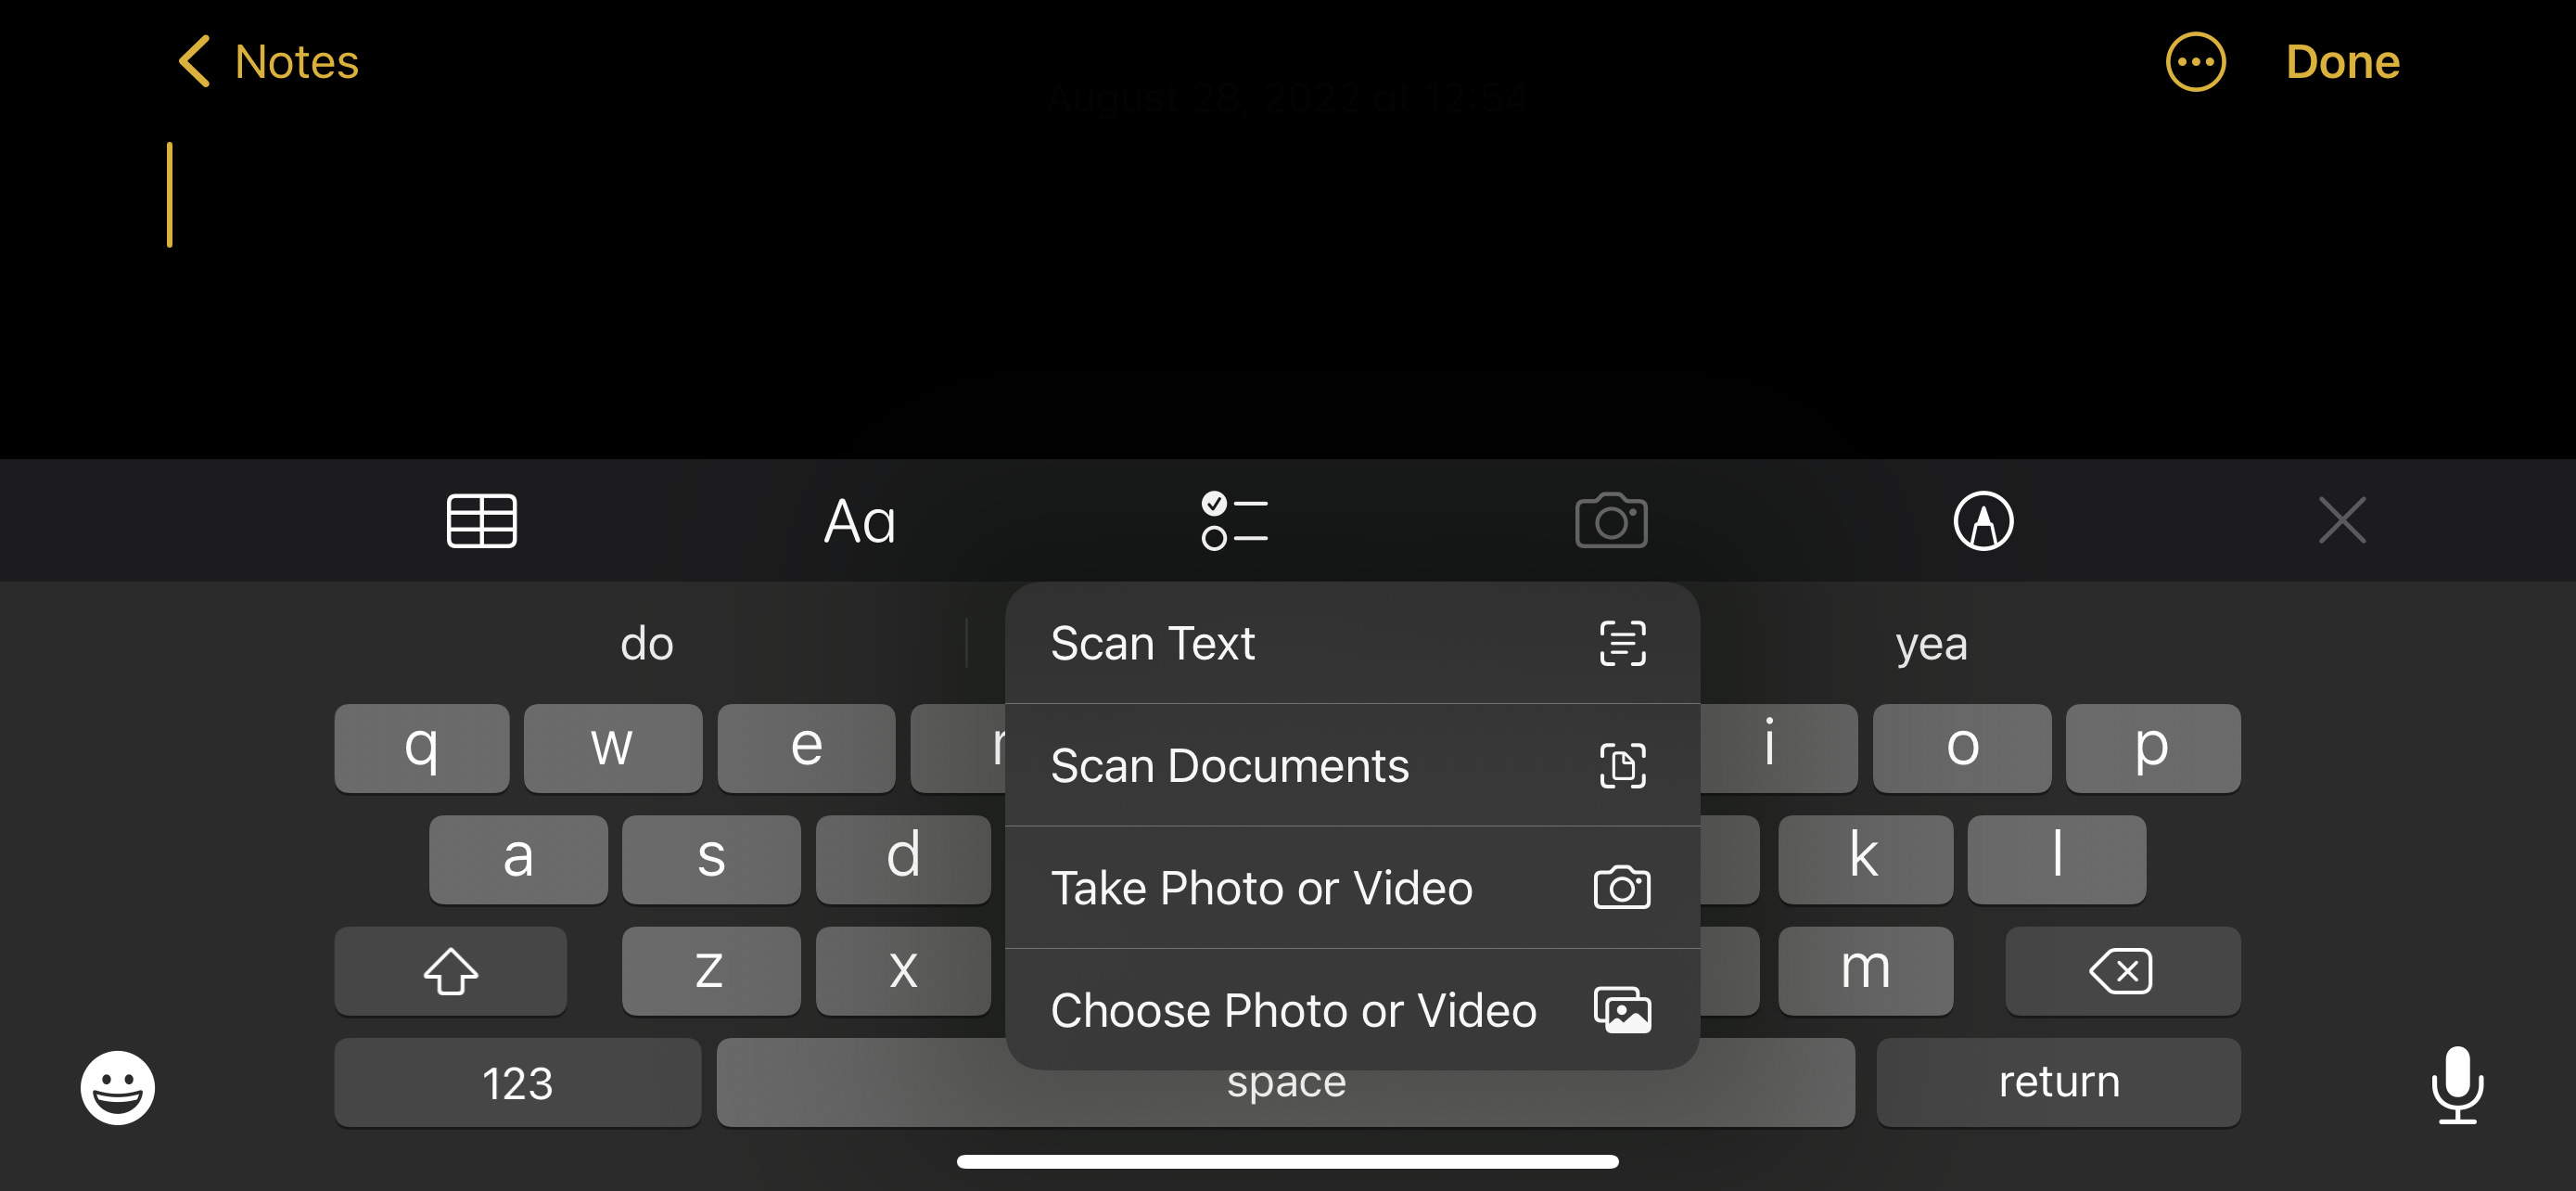 Notes
Done
August 28, 2022 at 12:54
Aa
do
yea
Scan Text
Scan Documents
Take Photo or Video
Choose Photo or Video
q w e r i o p
a s d k l
z x m
123 space return